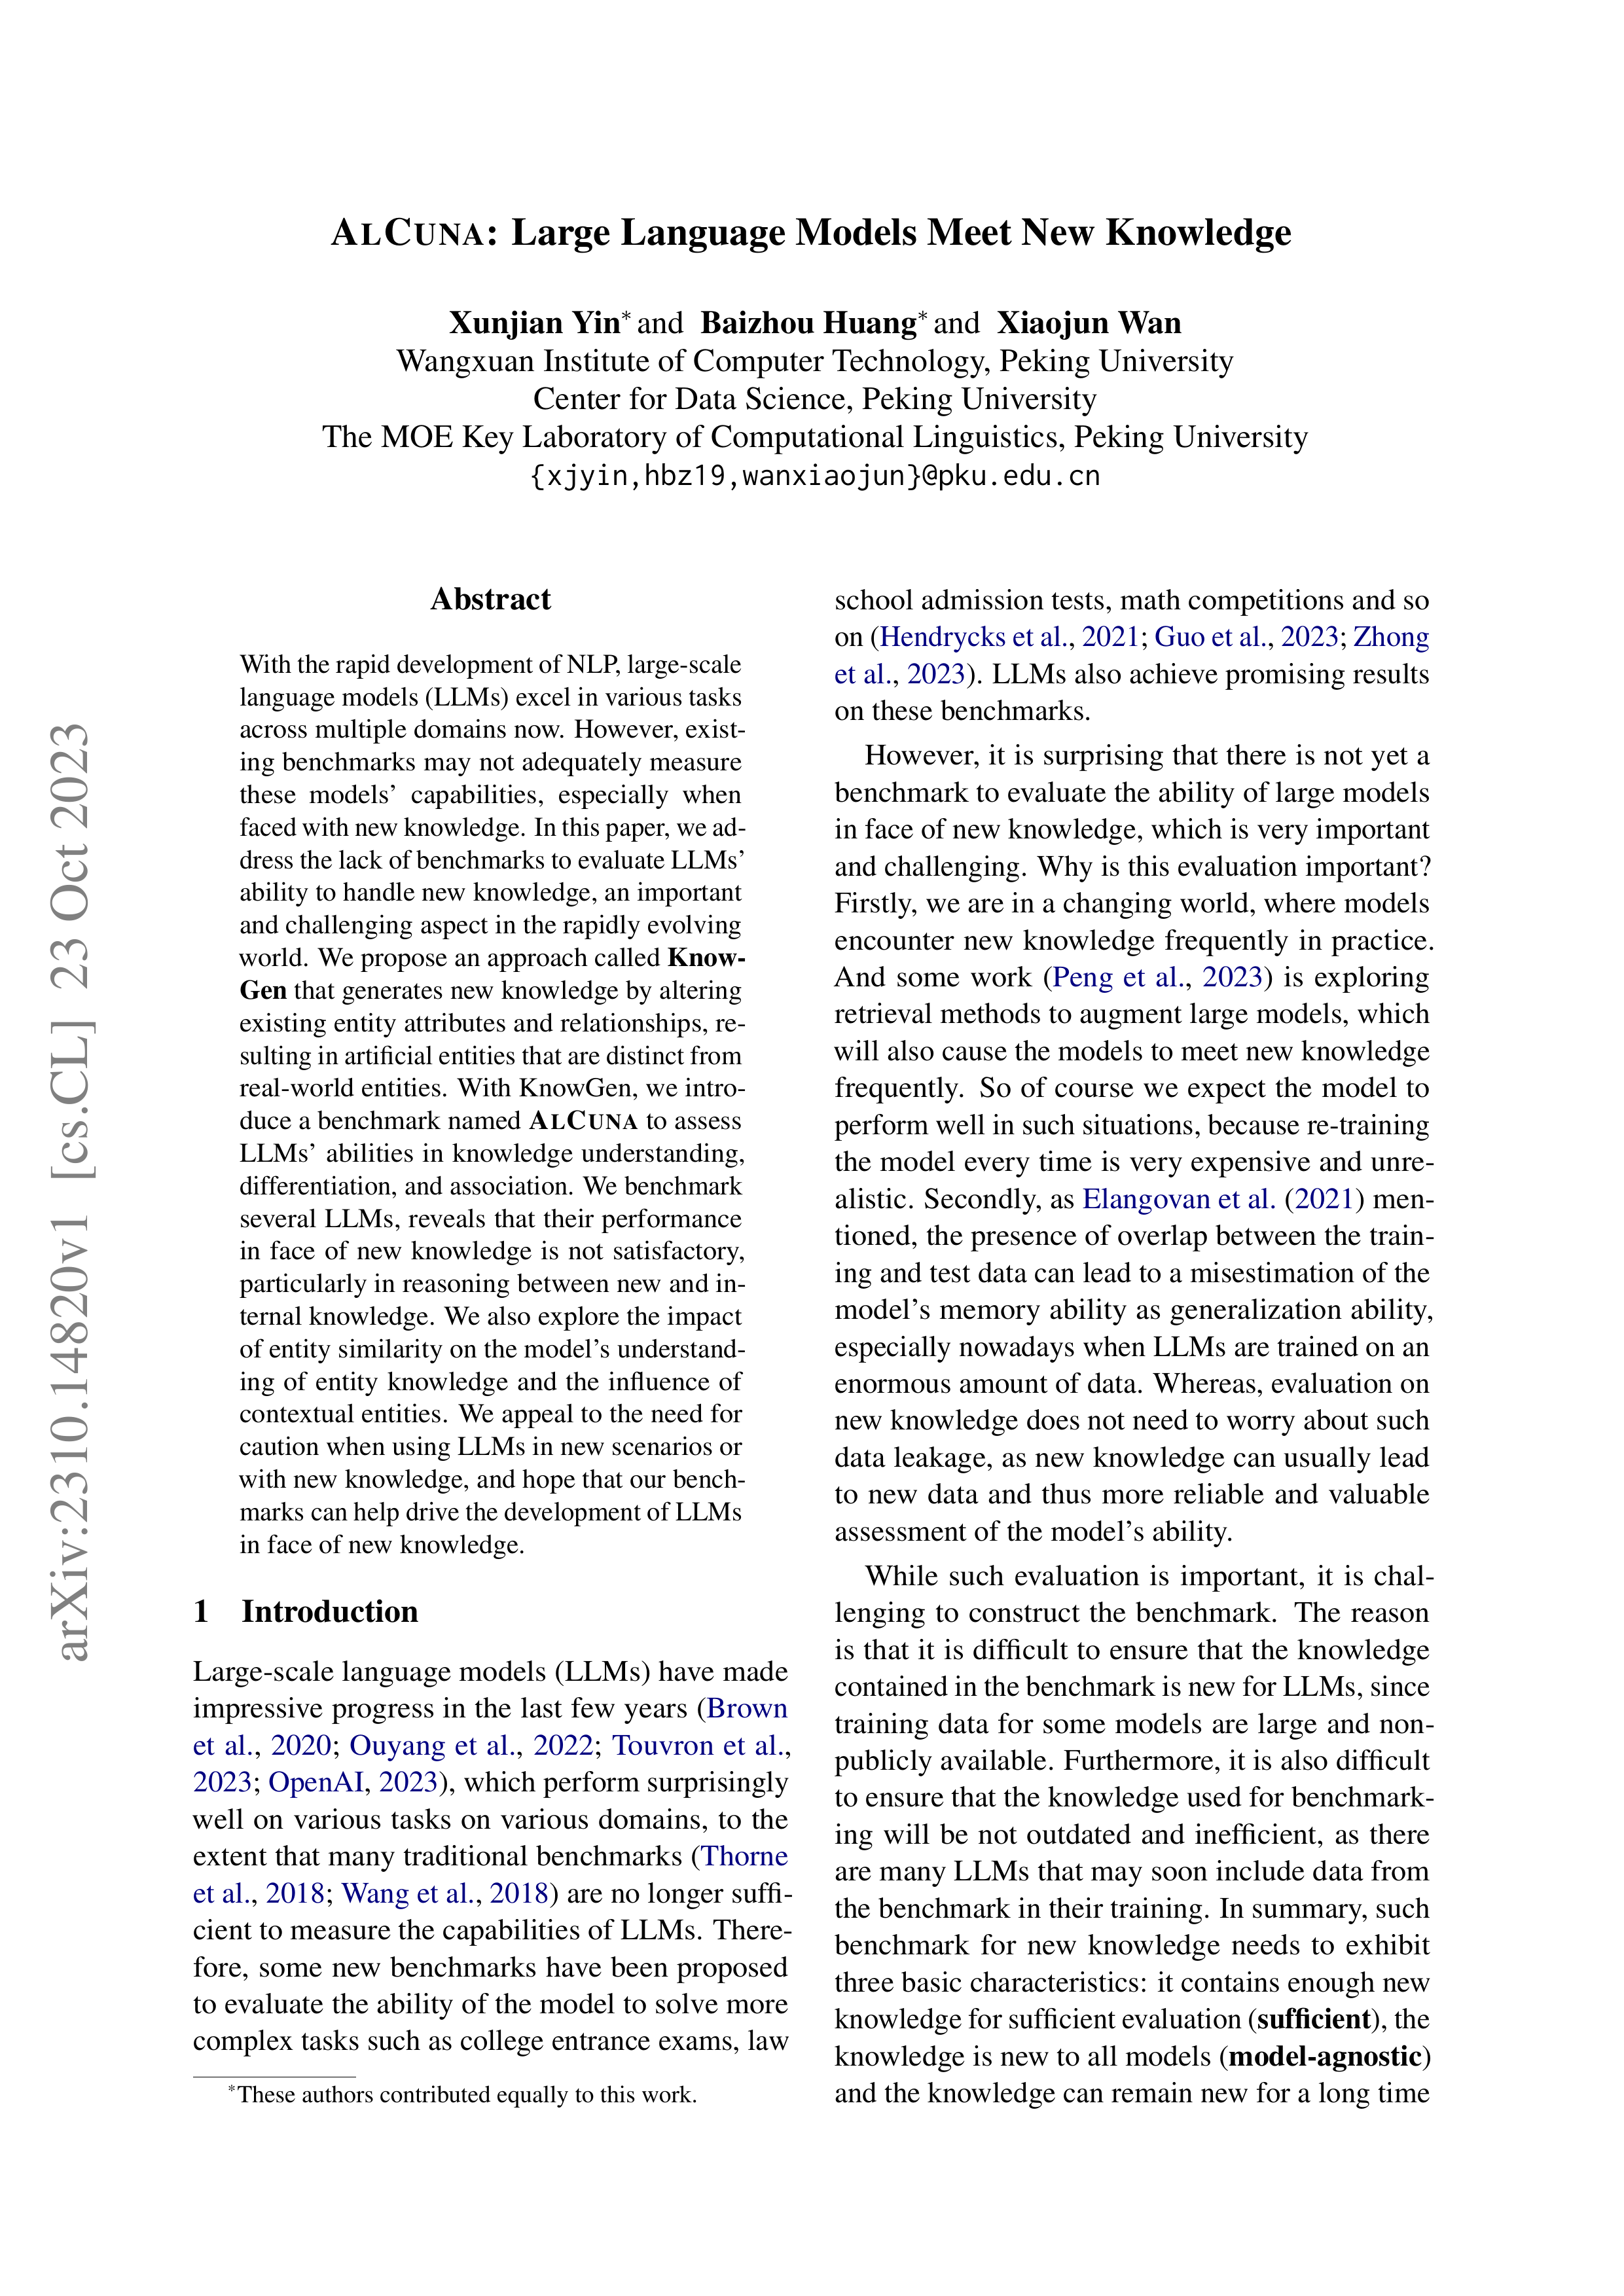 ALCUNA: Large Language Models Meet New Knowledge
Xunjian Yin* and Baizhou Huang* and Xiaojun Wan
Wangxuan Institute of Computer Technology, Peking University
Center for Data Science, Peking University
The MOE Key Laboratory of Computational Linguistics, Peking University
{xjyin,hbz19,wanxiaojun}@pku.edu.cn
arXiv:2310.14820v1 [cs.CL] 23 Oct 2023
Abstract
With the rapid development of NLP, large-scale
language models (LLMs) excel in various tasks
across multiple domains now. However, exist-
ing benchmarks may not adequately measure
these models' capabilities, especially when
faced with new knowledge. In this paper, we ad-
dress the lack of benchmarks to evaluate LLMs'
ability to handle new knowledge, an important
and challenging aspect in the rapidly evolving
world. We propose an approach called Know-
Gen that generates new knowledge by altering
existing entity attributes and relationships, re-
sulting in artificial entities that are distinct from
real-world entities. With KnowGen, we intro-
duce a benchmark named ALCUNA to assess
LLMs' abilities in knowledge understanding,
differentiation, and association. We benchmark
several LLMs, reveals that their performance
in face of new knowledge is not satisfactory,
particularly in reasoning between new and in-
ternal knowledge. We also explore the impact
of entity similarity on the model's understand-
ing of entity knowledge and the influence of
contextual entities. We appeal to the need for
caution when using LLMs in new scenarios or
with new knowledge, and hope that our bench-
marks can help drive the development of LLMs
in face of new knowledge.
1 Introduction
Large-scale language models (LLMs) have made
impressive progress in the last few years (Brown
et al., 2020; Ouyang et al., 2022; Touvron et al.,
2023; OpenAI, 2023), which perform surprisingly
well on various tasks on various domains, to the
extent that many traditional benchmarks (Thorne
et al., 2018; Wang et al., 2018) are no longer suffi-
cient to measure the capabilities of LLMs. There-
fore, some new benchmarks have been proposed
to evaluate the ability of the model to solve more
complex tasks such as college entrance exams, law
*These authors contributed equally to this work.
school admission tests, math competitions and so
on (Hendrycks et al., 2021; Guo et al., 2023; Zhong
et al., 2023). LLMs also achieve promising results
on these benchmarks.
However, it is surprising that there is not yet a
benchmark to evaluate the ability of large models
in face of new knowledge, which is very important
and challenging. Why is this evaluation important?
Firstly, we are in a changing world, where models
encounter new knowledge frequently in practice.
And some work (Peng et al., 2023) is exploring
retrieval methods to augment large models, which
will also cause the models to meet new knowledge
frequently. So of course we expect the model to
perform well in such situations, because re-training
the model every time is very expensive and unre-
alistic. Secondly, as Elangovan et al. (2021) men-
tioned, the presence of overlap between the train-
ing and test data can lead to a misestimation of the
model's memory ability as generalization ability,
especially nowadays when LLMs are trained on an
enormous amount of data. Whereas, evaluation on
new knowledge does not need to worry about such
data leakage, as new knowledge can usually lead
to new data and thus more reliable and valuable
assessment of the model's ability.
While such evaluation is important, it is chal-
lenging to construct the benchmark. The reason
is that it is difficult to ensure that the knowledge
contained in the benchmark is new for LLMs, since
training data for some models are large and non-
publicly available. Furthermore, it is also difficult
to ensure that the knowledge used for benchmark-
ing will be not outdated and inefficient, as there
are many LLMs that may soon include data from
the benchmark in their training. In summary, such
benchmark for new knowledge needs to exhibit
three basic characteristics: it contains enough new
knowledge for sufficient evaluation (sufficient), the
knowledge is new to all models (model-agnostic)
and the knowledge can remain new for a long time